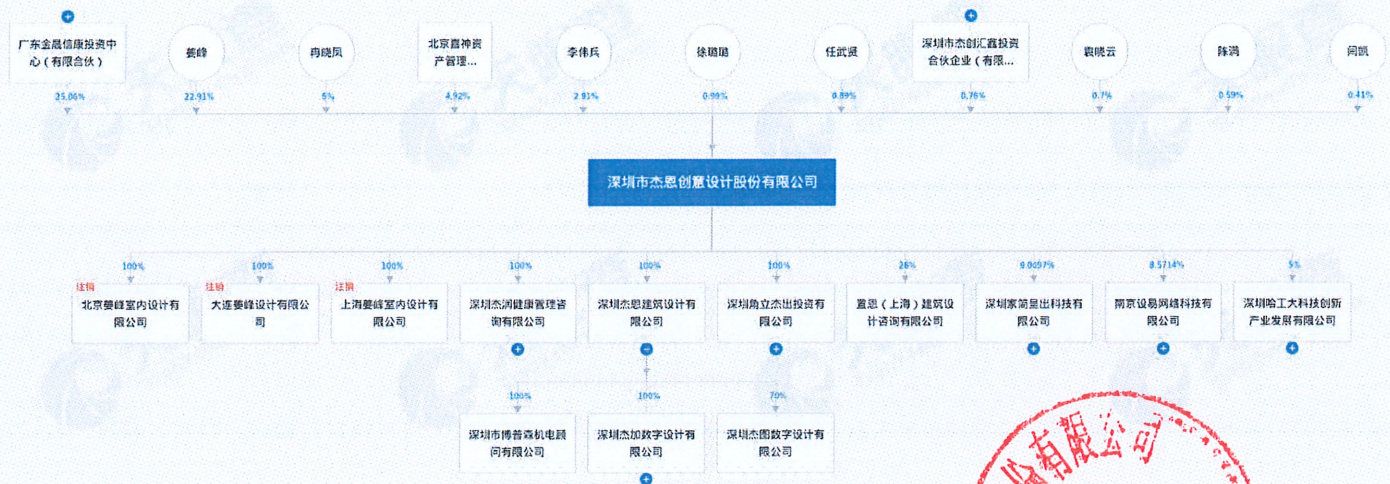 广东金晟信康投资中
心（有限合伙）
姜峰
冉晓凤
北京嘉神资
产管理...
李伟兵
徐璐璐
任武贤
深圳市杰创汇鑫投资
合伙企业（有限...
袁晓云
陈满
闫凯
25.06%
22.91%
5%
4.92%
2.91%
0.99%
0.89%
0.76%
0.7%
0.59%
0.41%
深圳市杰恩创意设计股份有限公司
100%
100%
100%
100%
100%
100%
26%
9.0097%
8.5714%
5%
注销
注销
注销
北京姜峰室内设计有
限公司
大连姜峰设计有限公
司
上海姜峰室内设计有
限公司
深圳杰润健康管理咨
询有限公司
深圳杰恩建筑设计有
限公司
深圳角立杰出投资有
限公司
盖恩（上海）建筑设
计咨询有限公司
深圳家简呈出科技有
限公司
南京设易网络科技有
限公司
深圳哈工大科技创新
产业发展有限公司
100%
100%
70%
深圳市博普森机电顾
问有限公司
深圳杰加数字设计有
限公司
深圳杰图数字设计有
限公司
份有限公司